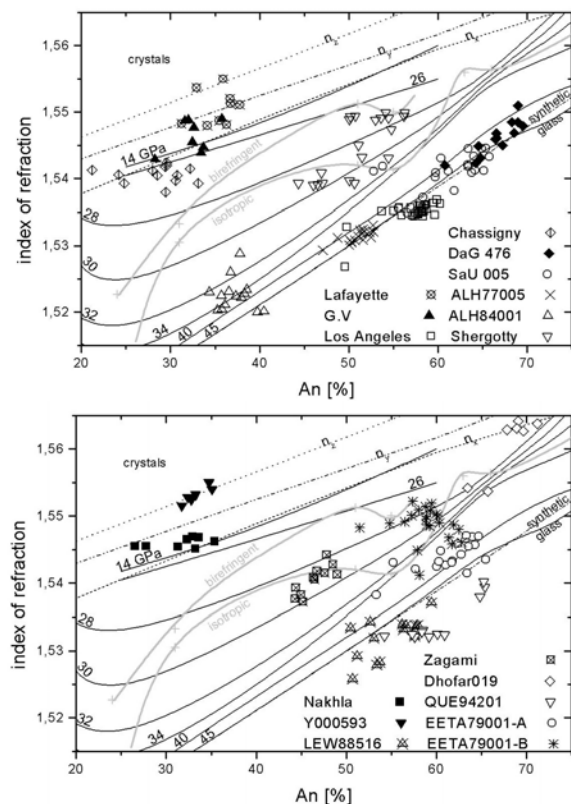 1,56
1,55
1,54
1,53
1,52
index of refraction
crystals
n_z
n_y
n_x
14 GPa
26
28
30
32
34
40
45
birefringent
isotropic
synthetic
glass
Chassigny
DaG 476
SaU 005
Lafayette ALH77005
G.V ALH84001
Los Angeles Shergotty
20 30 40 50 60 70
An [%]
1,56
1,55
1,54
1,53
1,52
index of refraction
crystals
n_z
n_y
n_x
14 GPa
26
28
30
32
34
40
45
birefringent
isotropic
synthetic
glass
Zagami
Dhofar019
Nakhla QUE94201
Y000593 EETA79001-A
LEW88516 EETA79001-B
20 30 40 50 60 70
An [%]